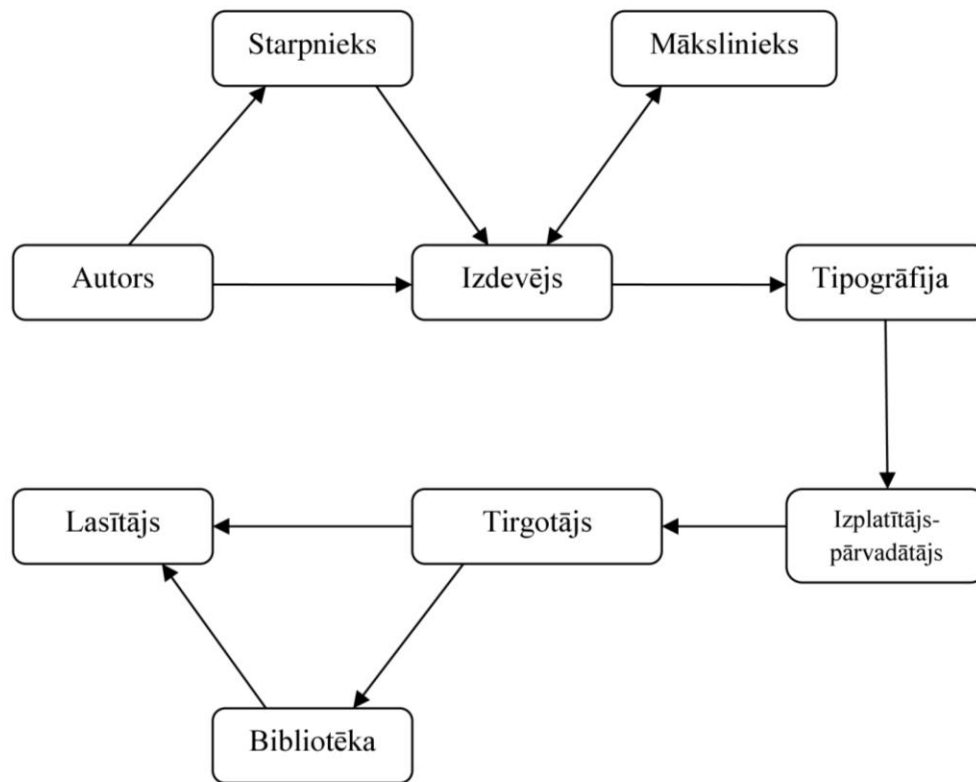 Starpnieks
Mākslinieks
Autors
Izdevējs
Tipogrāfija
Lasītājs
Tirgotājs
Izplatītājs-
pārvadātājs
Bibliotēka